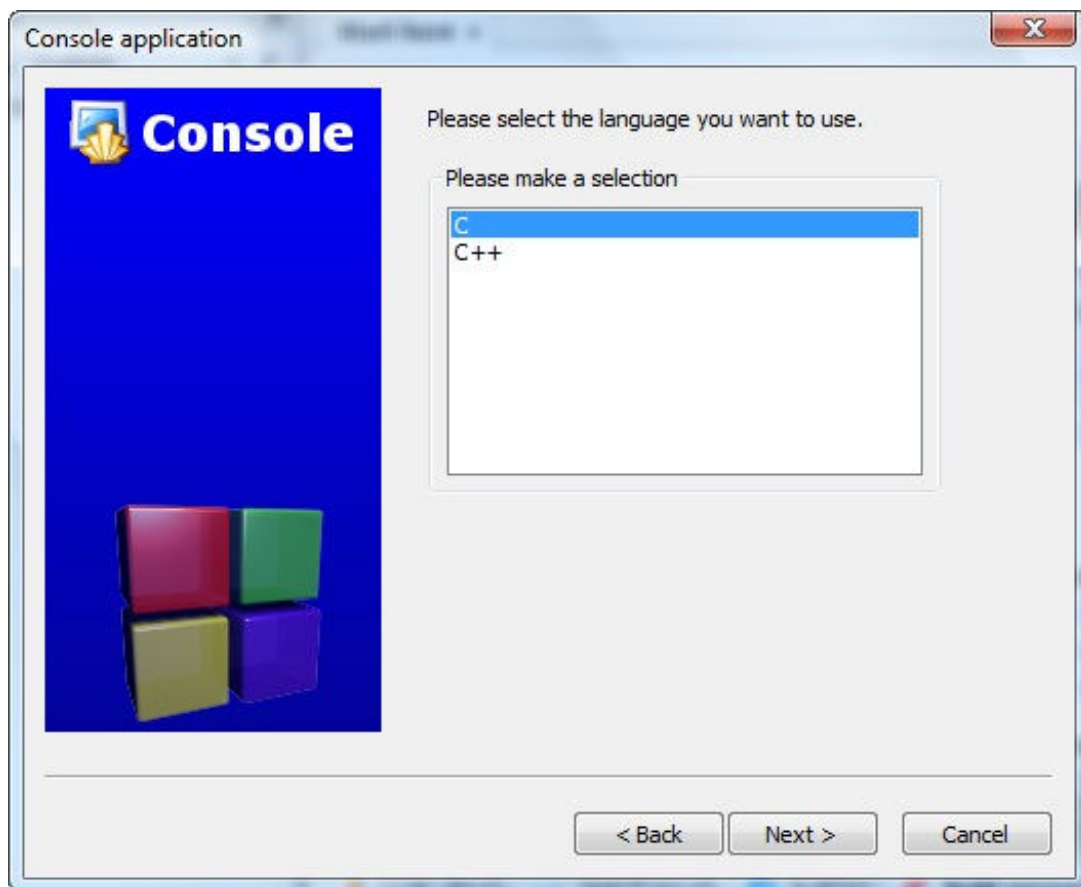 Console application
Console
Please select the language you want to use.
Please make a selection
C
C++
< Back
Next >
Cancel